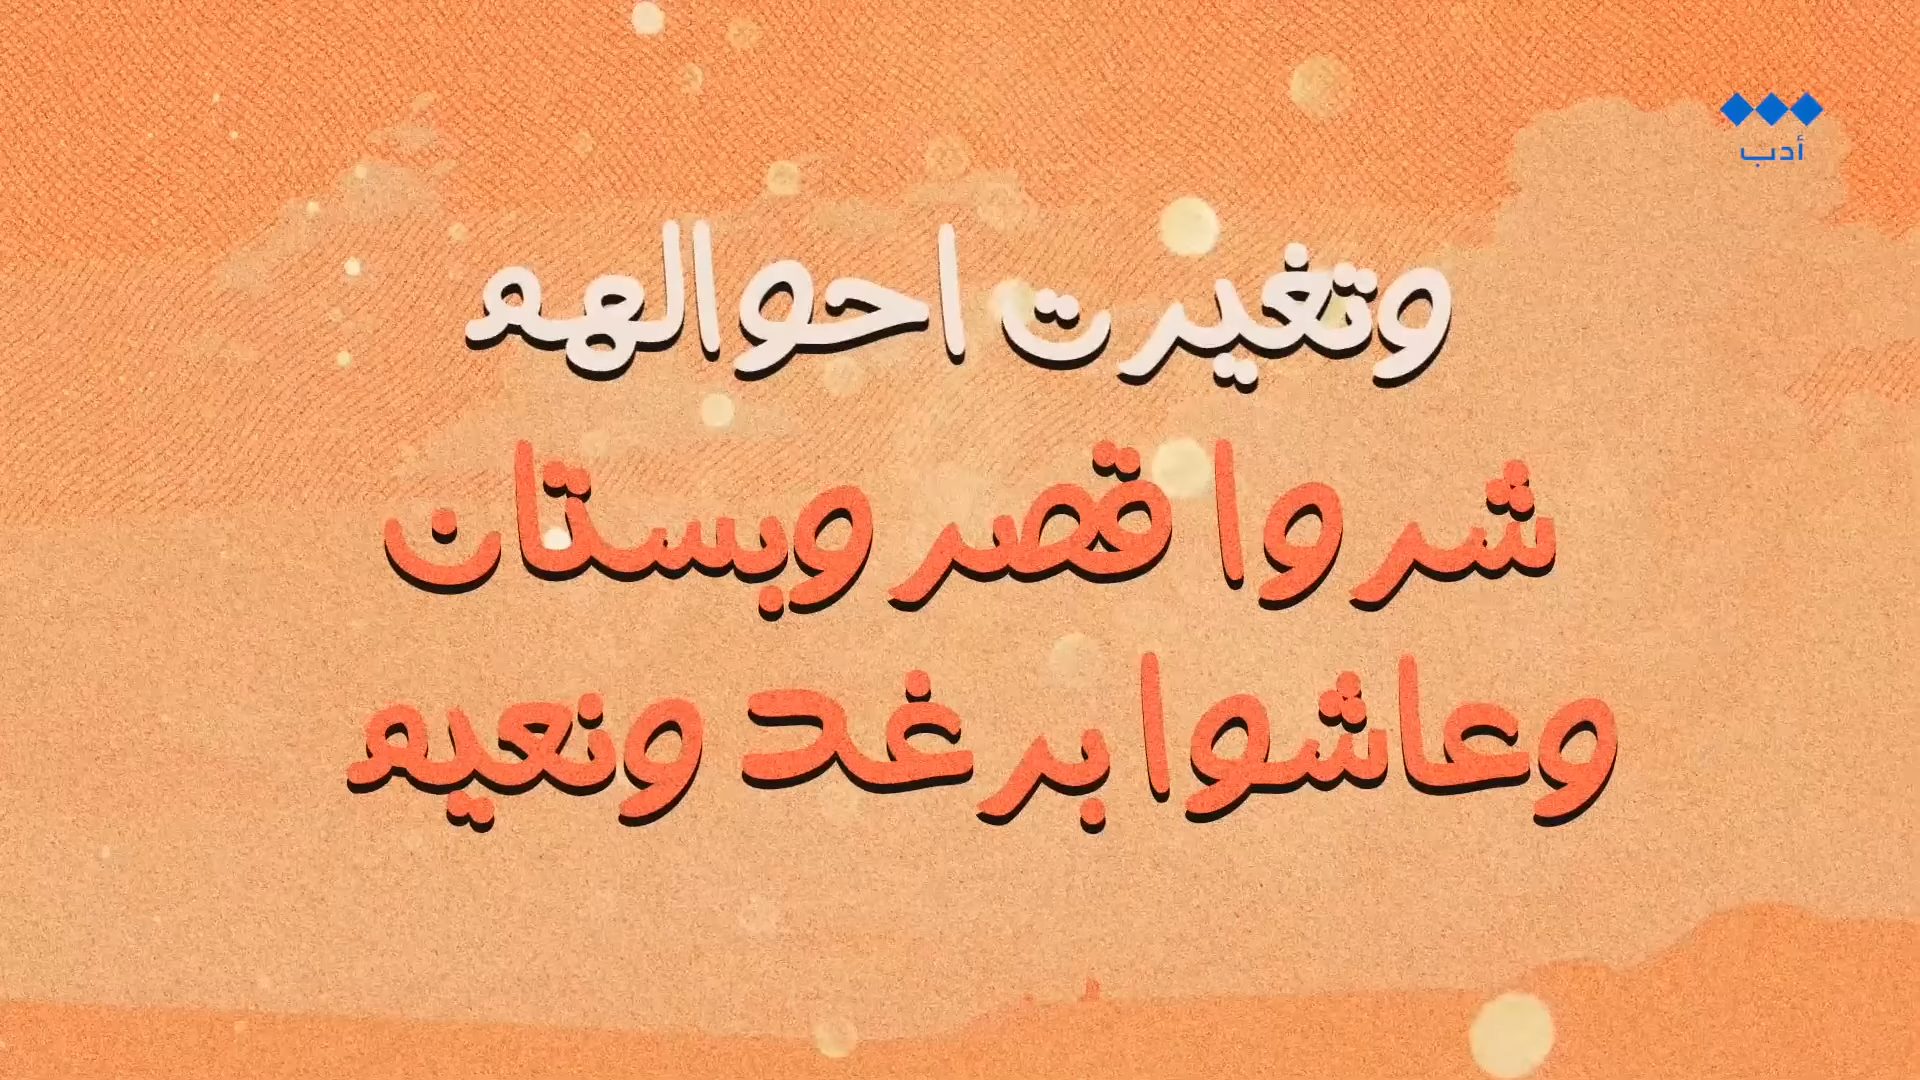 أدب
وتغيرت احوالهم
شروا قصر وبستان
وعاشوا برغد ونعيم